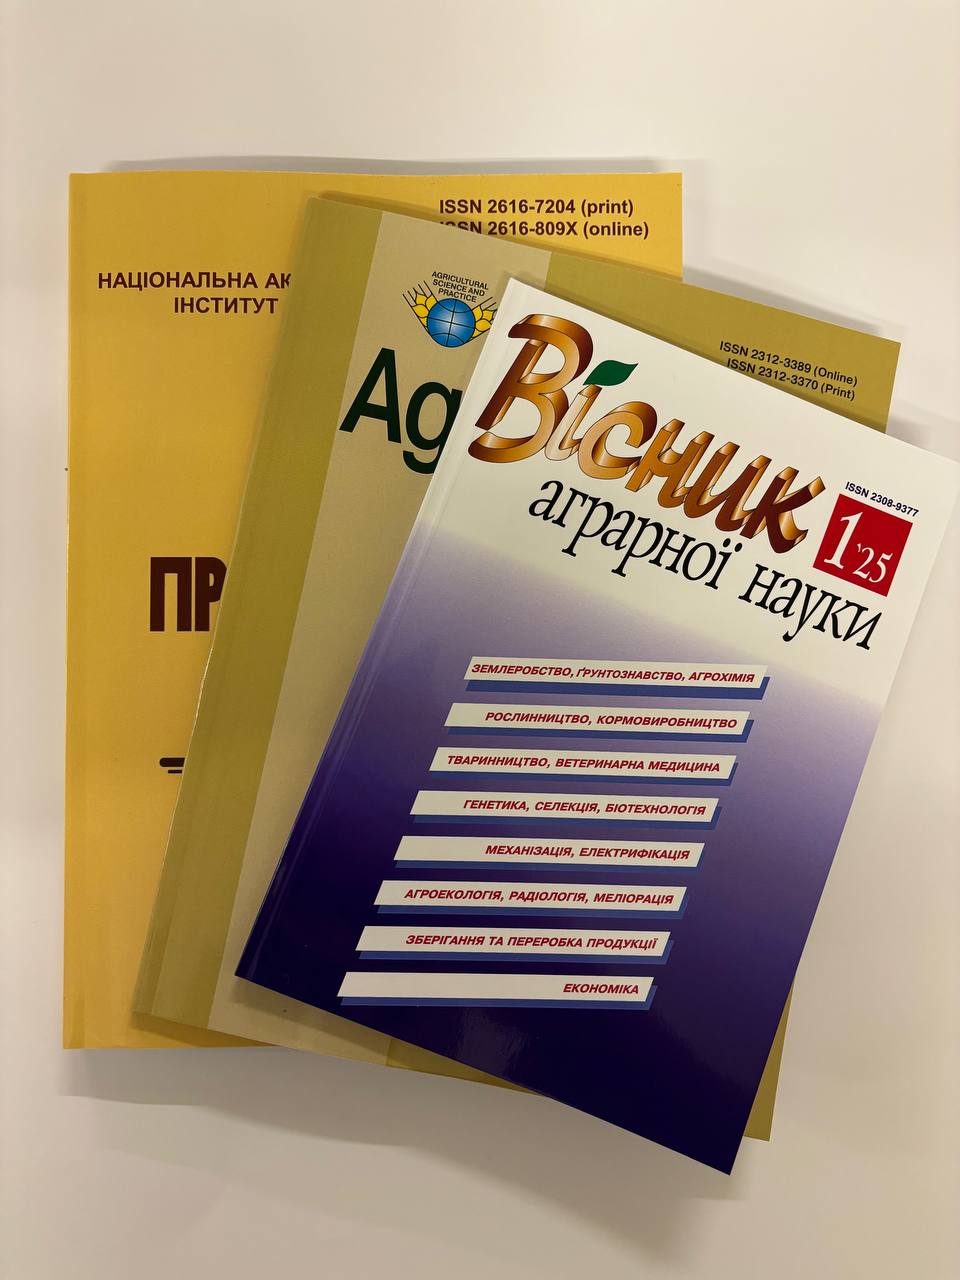 ISSN 2616-7204 (print)
ISSN 2616-809X (online)
НАЦІОНАЛЬНА АК
ІНСТИТУТ
ПР
AGRICULTURAL
SCIENCE AND
PRACTICE
ISSN 2312-3389 (Online)
ISSN 2312-3370 (Print)
Ag
Вісник
аграрної науки
ISSN 2308-9377
1'25
ЗЕМЛЕРОБСТВО, ҐРУНТОЗНАВСТВО, АГРОХІМІЯ
РОСЛИННИЦТВО, КОРМОВИРОБНИЦТВО
ТВАРИННИЦТВО, ВЕТЕРИНАРНА МЕДИЦИНА
ГЕНЕТИКА, СЕЛЕКЦІЯ, БІОТЕХНОЛОГІЯ
МЕХАНІЗАЦІЯ, ЕЛЕКТРИФІКАЦІЯ
АГРОЕКОЛОГІЯ, РАДІОЛОГІЯ, МЕЛІОРАЦІЯ
ЗБЕРІГАННЯ ТА ПЕРЕРОБКА ПРОДУКЦІЇ
ЕКОНОМІКА